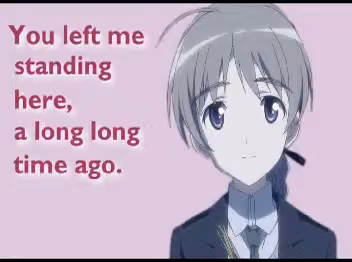 You left me
standing
here,
a long long
time ago.